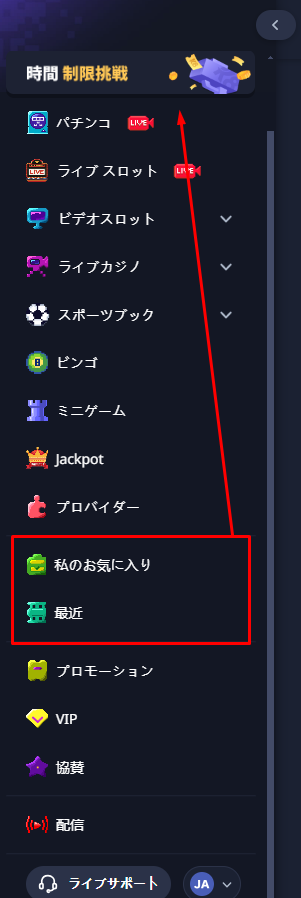 時間 制限挑戦
パチンコ LIVE
LIVE ライブ スロット LIVE
ビデオスロット
ライブカジノ
スポーツブック
8 ビンゴ
ミニゲーム
Jackpot
プロバイダー
私のお気に入り
最近
プロモーション
VIP
協賛
配信
ライブサポート JA